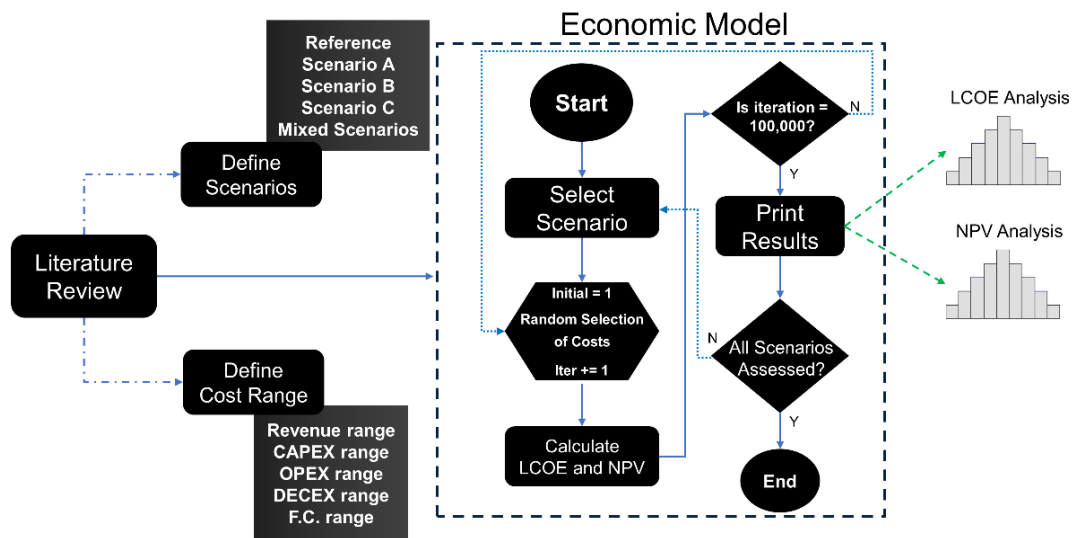 Economic Model
Reference
Scenario A
Scenario B
Scenario C
Mixed Scenarios
Define
Scenarios
Literature
Review
Define
Cost Range
Revenue range
CAPEX range
OPEX range
DECEX range
F.C. range
Start
Select
Scenario
Initial = 1
Random Selection
of Costs
Iter += 1
Calculate
LCOE and NPV
Is iteration =
100,000?
N
Y
Print
Results
N
All Scenarios
Assessed?
Y
End
LCOE Analysis
NPV Analysis